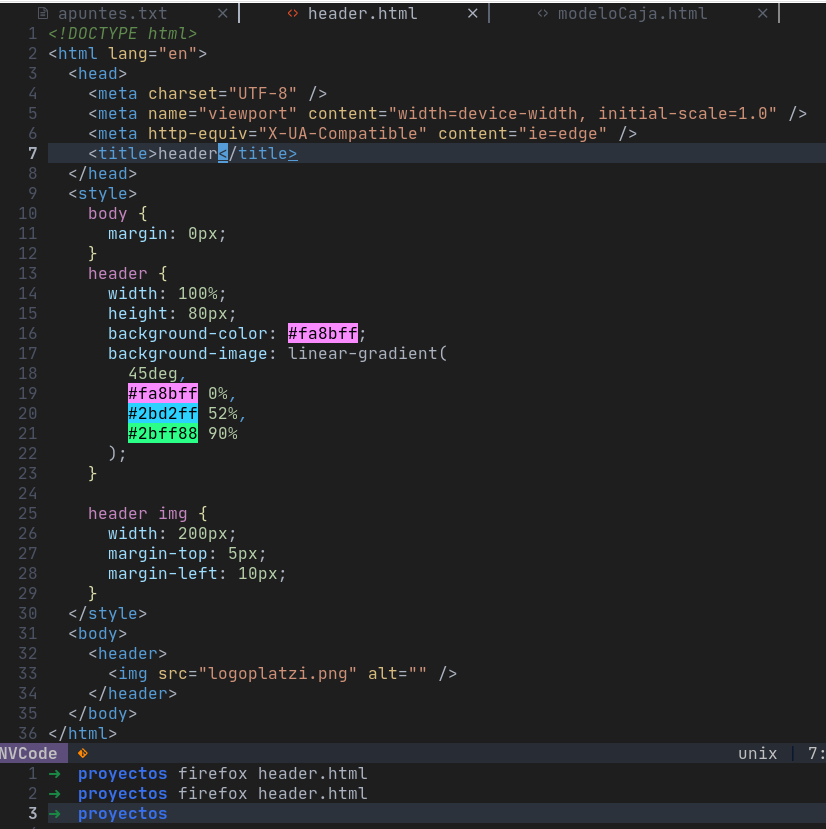 apuntes.txt × header.html × modeloCaja.html ×
1 <!DOCTYPE html>
2 <html lang="en">
3 <head>
4 <meta charset="UTF-8" />
5 <meta name="viewport" content="width=device-width, initial-scale=1.0" />
6 <meta http-equiv="X-UA-Compatible" content="ie=edge" />
7 <title>header</title>
8 </head>
9 <style>
10 body {
11 margin: 0px;
12 }
13 header {
14 width: 100%;
15 height: 80px;
16 background-color: #fa8bff;
17 background-image: linear-gradient(
18 45deg,
19 #fa8bff 0%,
20 #2bd2ff 52%,
21 #2bff88 90%
22 );
23 }
24
25 header img {
26 width: 200px;
27 margin-top: 5px;
28 margin-left: 10px;
29 }
30 </style>
31 <body>
32 <header>
33 <img src="logoplatzi.png" alt="" />
34 </header>
35 </body>
36 </html>
NVCode unix 7:
1 → proyectos firefox header.html
2 → proyectos firefox header.html
3 → proyectos